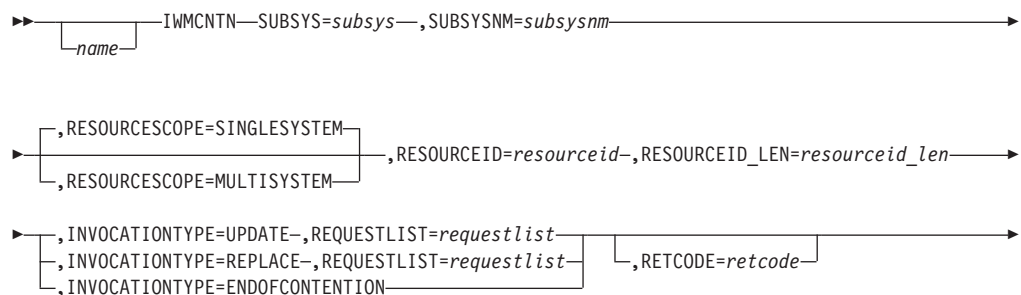 IWMCNTN SUBSYS=subsys ,SUBSYSNM=subsysnm
name
,RESOURCESCOPE=SINGLESYSTEM
,RESOURCEID=resourceid ,RESOURCEID_LEN=resourceid_len
,RESOURCESCOPE=MULTISYSTEM
,INVOCATIONTYPE=UPDATE ,REQUESTLIST=requestlist
,INVOCATIONTYPE=REPLACE ,REQUESTLIST=requestlist ,RETCODE=retcode
,INVOCATIONTYPE=ENDOFCONTENTION